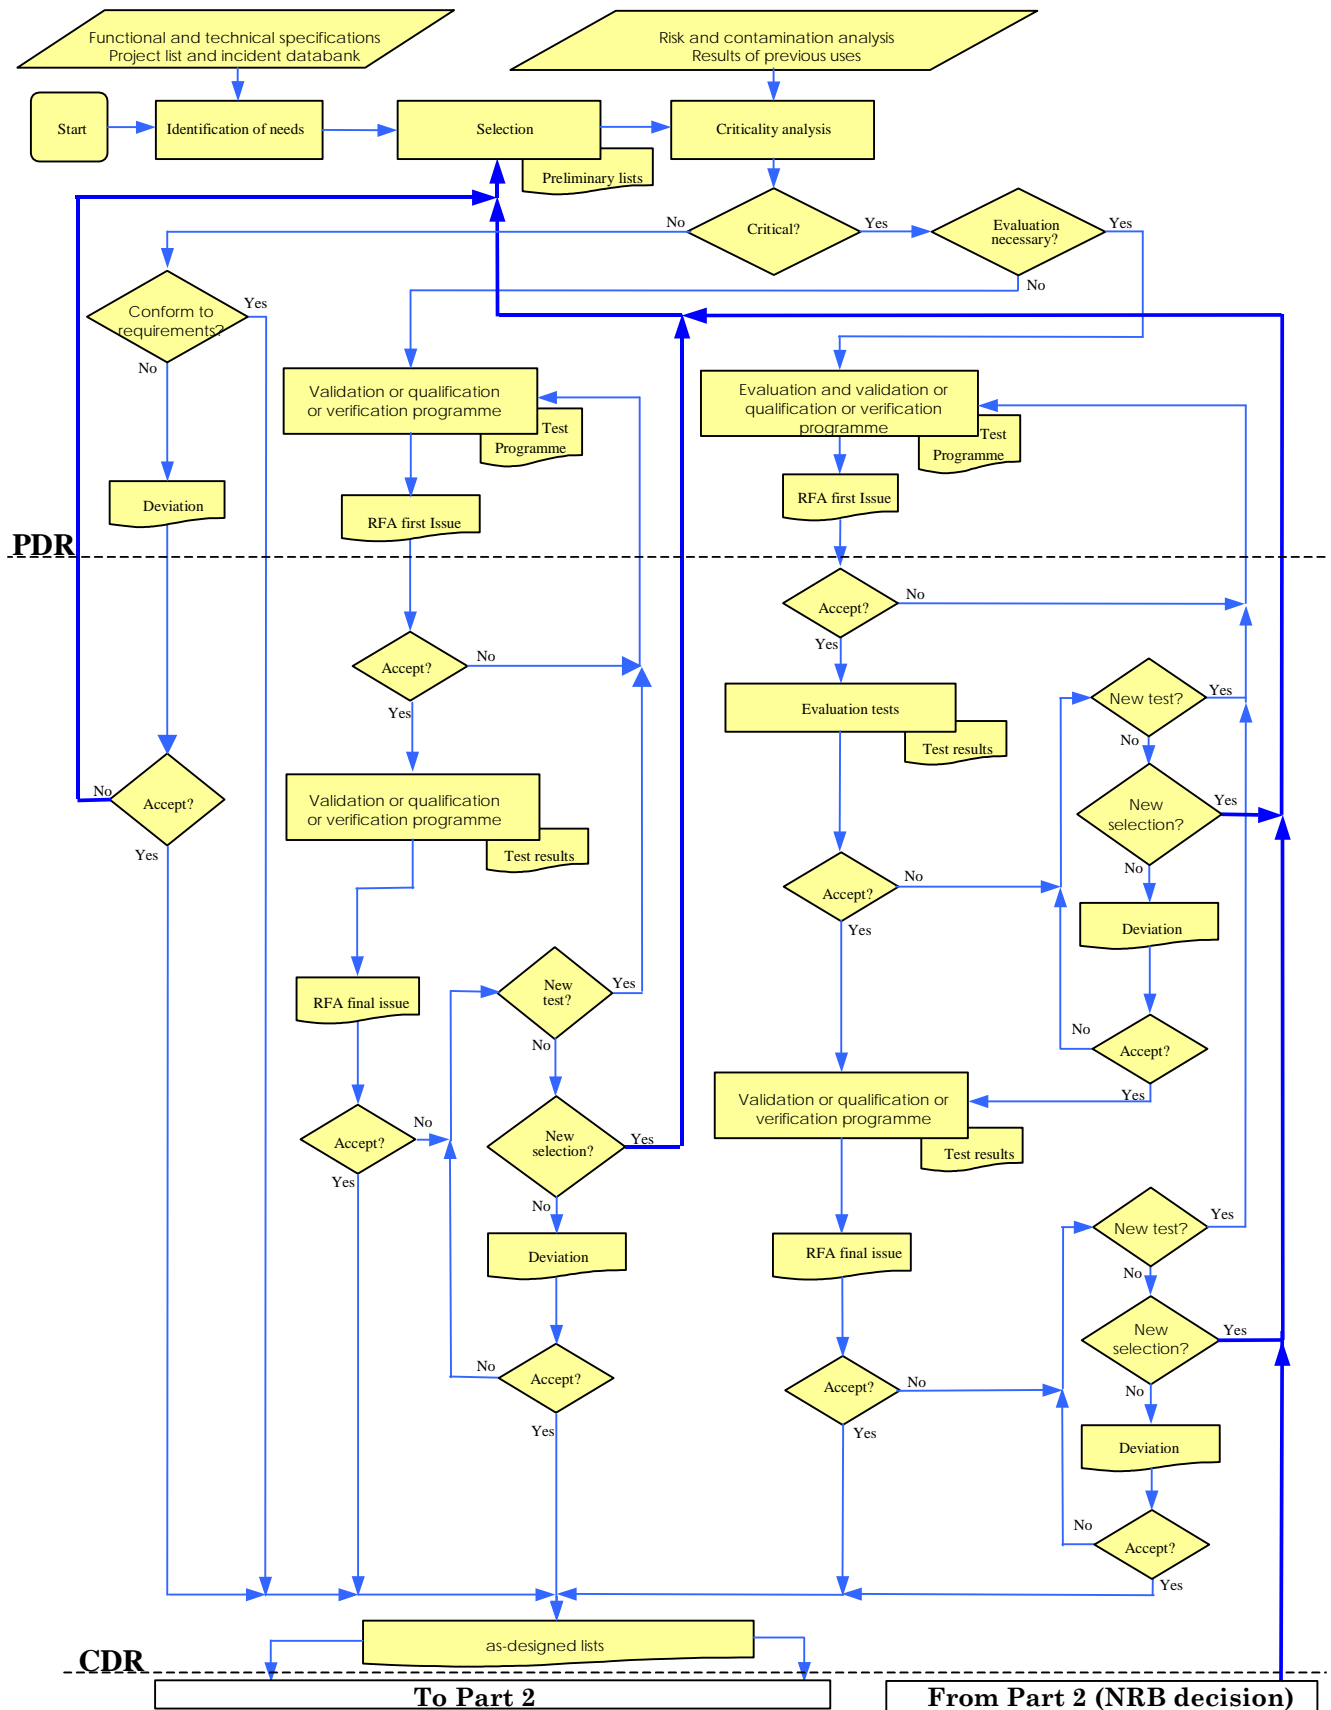 Functional and technical specifications
Project list and incident databank
Risk and contamination analysis
Results of previous uses
Start
Identification of needs
Selection
Criticality analysis
Preliminary lists
No
Critical?
Yes
Evaluation
necessary?
Yes
No
Conform to
requirements?
Yes
No
Validation or qualification
or verification programme
Test
Programme
Evaluation and validation or
qualification or verification
programme
Test
Programme
Deviation
RFA first Issue
RFA first Issue
PDR
Accept?
No
Yes
Accept?
No
Yes
Evaluation tests
Test results
New test?
Yes
No
No
Accept?
Yes
Validation or qualification
or verification programme
Test results
New
selection?
Yes
No
Accept?
No
Yes
Deviation
RFA final issue
New
test?
Yes
No
No
Accept?
Yes
Validation or qualification or
verification programme
Test results
Accept?
No
Yes
New
selection?
Yes
No
Deviation
RFA final issue
New test?
Yes
No
New
selection?
Yes
No
No
Accept?
Yes
Accept?
No
Yes
Deviation
No
Accept?
Yes
as-designed lists
CDR
To Part 2
From Part 2 (NRB decision)